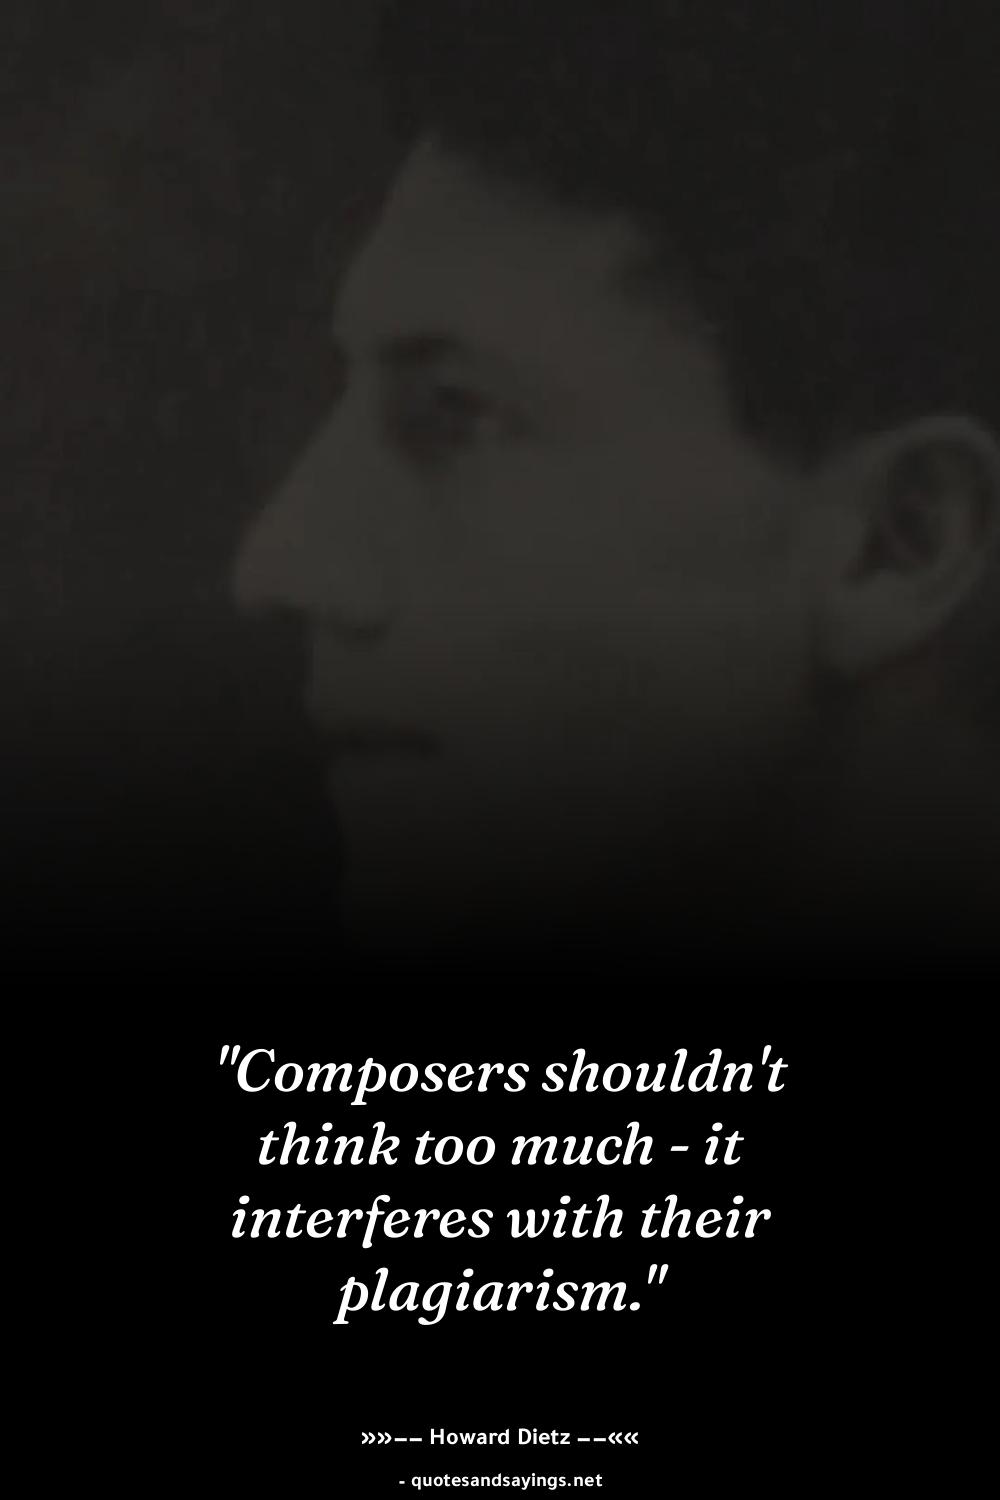 "Composers shouldn't
think too much - it
interferes with their
plagiarism."
»»-- Howard Dietz --««
- quotesandsayings.net